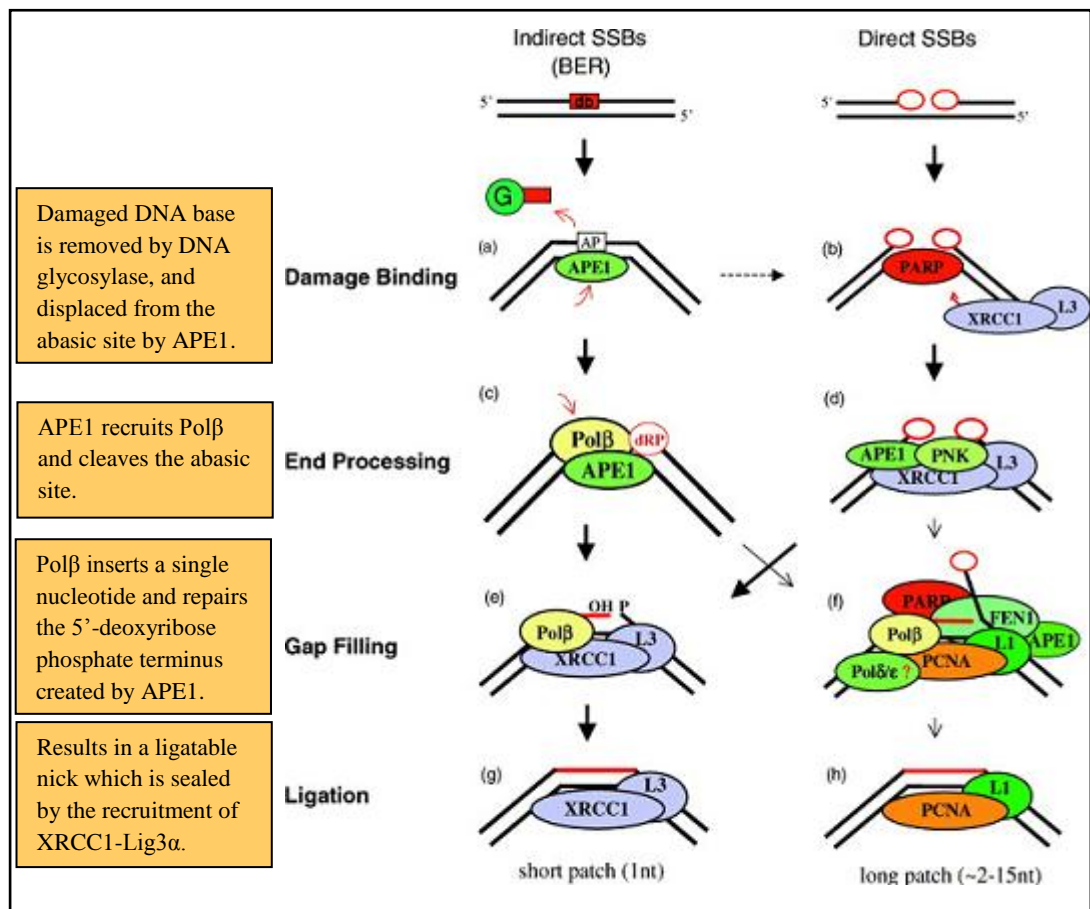 Indirect SSBs
(BER)
Direct SSBs
5’
db
5’
5’
5’
G
Damaged DNA base
is removed by DNA
glycosylase, and
displaced from the
abasic site by APE1.
Damage Binding
(a)
AP
APE1
(b)
PARP
XRCC1
L3
APE1 recruits Polβ
and cleaves the abasic
site.
End Processing
(c)
Polβ
dRP
APE1
(d)
APE1
PNK
XRCC1
L3
Polβ inserts a single
nucleotide and repairs
the 5’-deoxyribose
phosphate terminus
created by APE1.
Gap Filling
(e)
OH P
Polβ
L3
XRCC1
(f)
PARP
FEN1
Polβ
L1
APE1
PCNA
Polδ/ε ?
Results in a ligatable
nick which is sealed
by the recruitment of
XRCC1-Lig3α.
Ligation
(g)
L3
XRCC1
(h)
L1
PCNA
short patch (1nt)
long patch (~2-15nt)